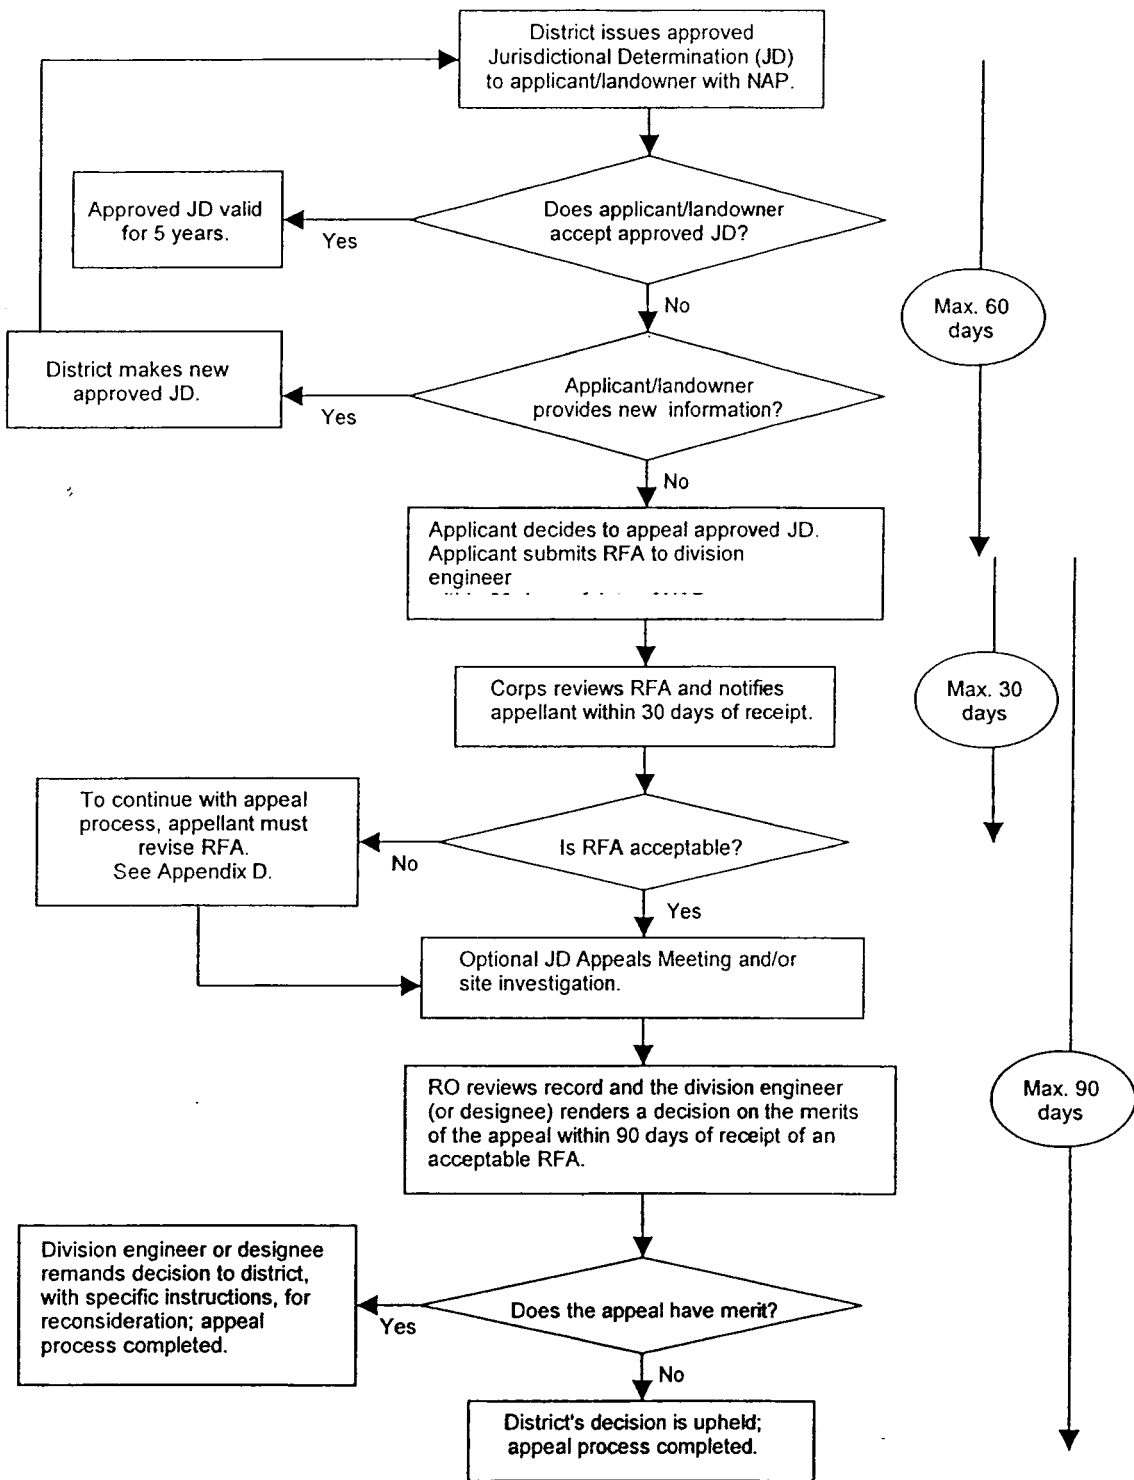 District issues approved
Jurisdictional Determination (JD)
to applicant/landowner with NAP.
Approved JD valid
for 5 years.
Yes
Does applicant/landowner
accept approved JD?
No
Max. 60
days
District makes new
approved JD.
Yes
Applicant/landowner
provides new information?
No
Applicant decides to appeal approved JD.
Applicant submits RFA to division
engineer
Corps reviews RFA and notifies
appellant within 30 days of receipt.
Max. 30
days
To continue with appeal
process, appellant must
revise RFA.
See Appendix D.
No
Is RFA acceptable?
Yes
Optional JD Appeals Meeting and/or
site investigation.
RO reviews record and the division engineer
(or designee) renders a decision on the merits
of the appeal within 90 days of receipt of an
acceptable RFA.
Max. 90
days
Division engineer or designee
remands decision to district,
with specific instructions, for
reconsideration; appeal
process completed.
Yes
Does the appeal have merit?
No
District's decision is upheld;
appeal process completed.